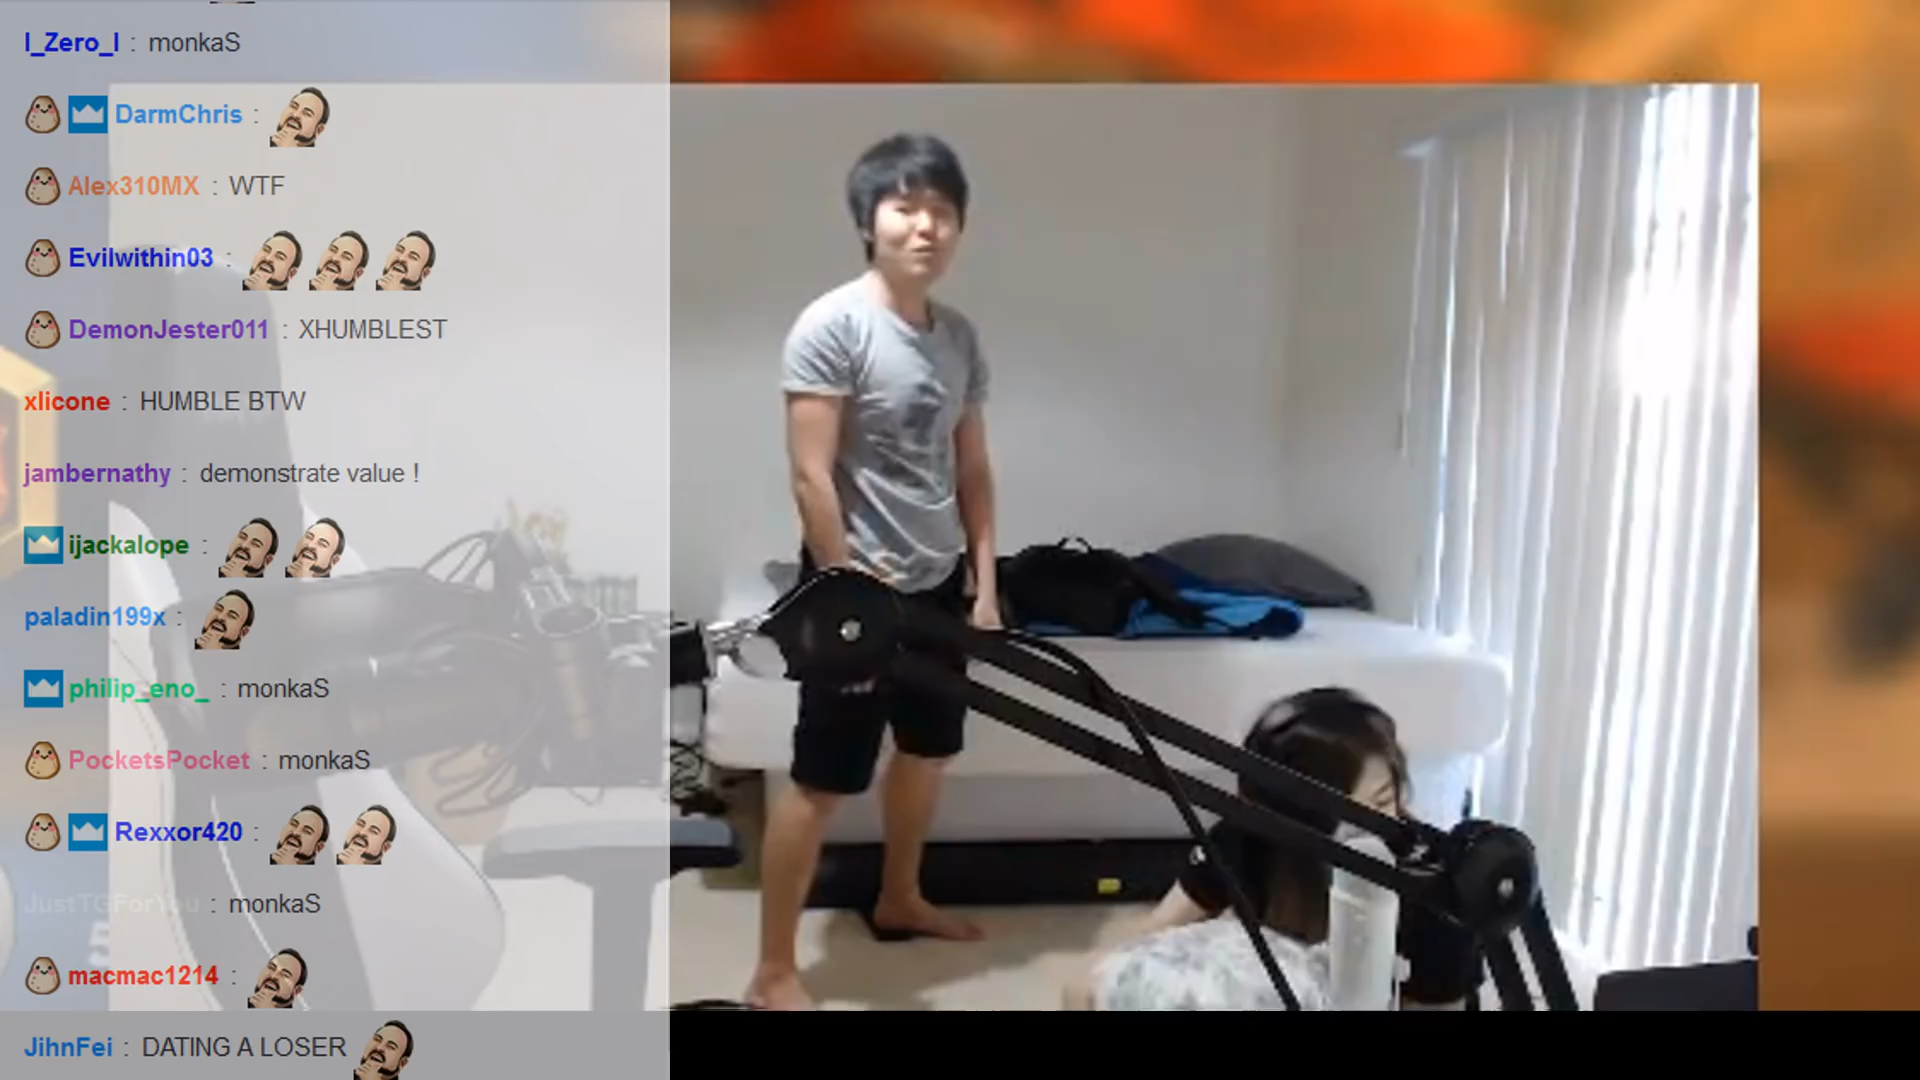 I_Zero_I : monkaS
DarmChris :
Alex310MX : WTF
Evilwithin03 :
DemonJester011 : XHUMBLEST
xlicone : HUMBLE BTW
jambernathy : demonstrate value !
ijackalope :
paladin199x :
philip_eno_ : monkaS
PocketsPocket : monkaS
Rexxor420 :
JustTGForYou : monkaS
macmac1214 :
JihnFei : DATING A LOSER